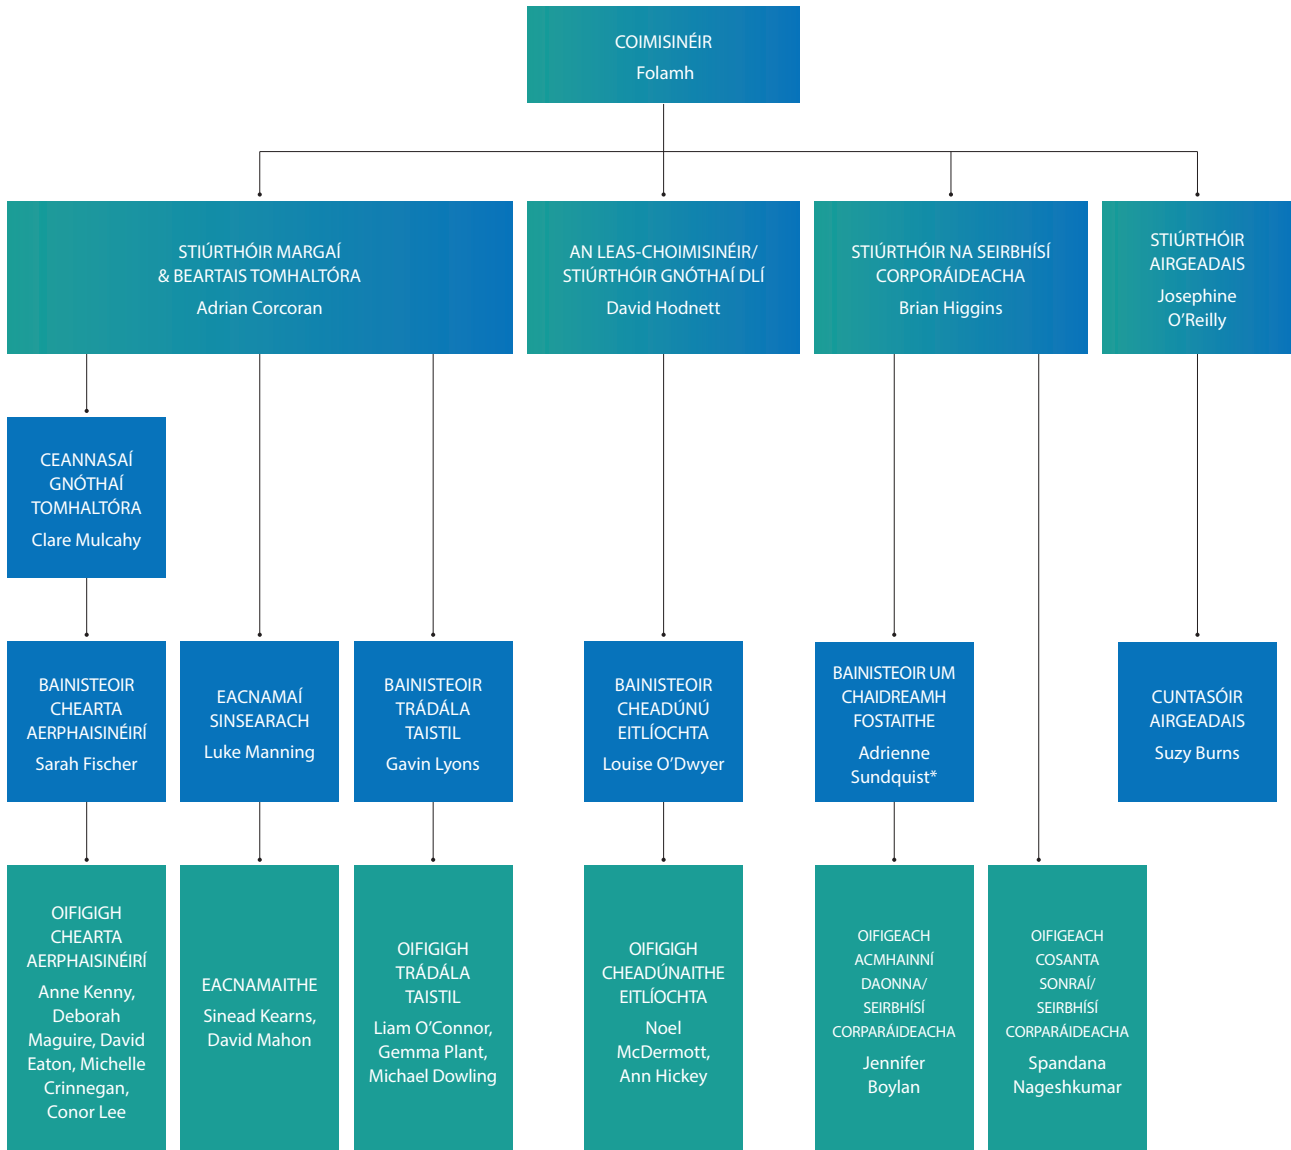 COIMISINÉIR
Folamh
STIÚRTHÓIR MARGAÍ
& BEARTAIS TOMHALTÓRA
Adrian Corcoran
AN LEAS-CHOIMISINÉIR/
STIÚRTHÓIR GNÓTHAÍ DLÍ
David Hodnett
STIÚRTHÓIR NA SEIRBHÍSÍ
CORPORÁIDEACHA
Brian Higgins
STIÚRTHÓIR
AIRGEADAIS
Josephine
O’Reilly
CEANNASAÍ
GNÓTHAÍ
TOMHALTÓRA
Clare Mulcahy
BAINISTEOIR
CHEARTA
AERPHAISINÉIRÍ
Sarah Fischer
EACNAMAÍ
SINSEARACH
Luke Manning
BAINISTEOIR
TRÁDÁLA
TAISTIL
Gavin Lyons
BAINISTEOIR
CHEADÚNÚ
EITLÍOCHTA
Louise O’Dwyer
BAINISTEOIR UM
CHAIDREAMH
FOSTAITHE
Adrienne
Sundquist*
CUNTASÓIR
AIRGEADAIS
Suzy Burns
OIFIGIGH
CHEARTA
AERPHAISINÉIRÍ
Anne Kenny,
Deborah
Maguire, David
Eaton, Michelle
Crinnegan,
Conor Lee
EACNAMAITHE
Sinead Kearns,
David Mahon
OIFIGIGH
TRÁDÁLA
TAISTIL
Liam O’Connor,
Gemma Plant,
Michael Dowling
OIFIGIGH
CHEADÚNAITHE
EITLÍOCHTA
Noel
McDermott,
Ann Hickey
OIFIGEACH
ACMHAINNÍ
DAONNA/
SEIRBHÍSÍ
CORPARÁIDEACHA
Jennifer
Boylan
OIFIGEACH
COSANTA
SONRAÍ/
SEIRBHÍSÍ
CORPARÁIDEACHA
Spandana
Nageshkumar